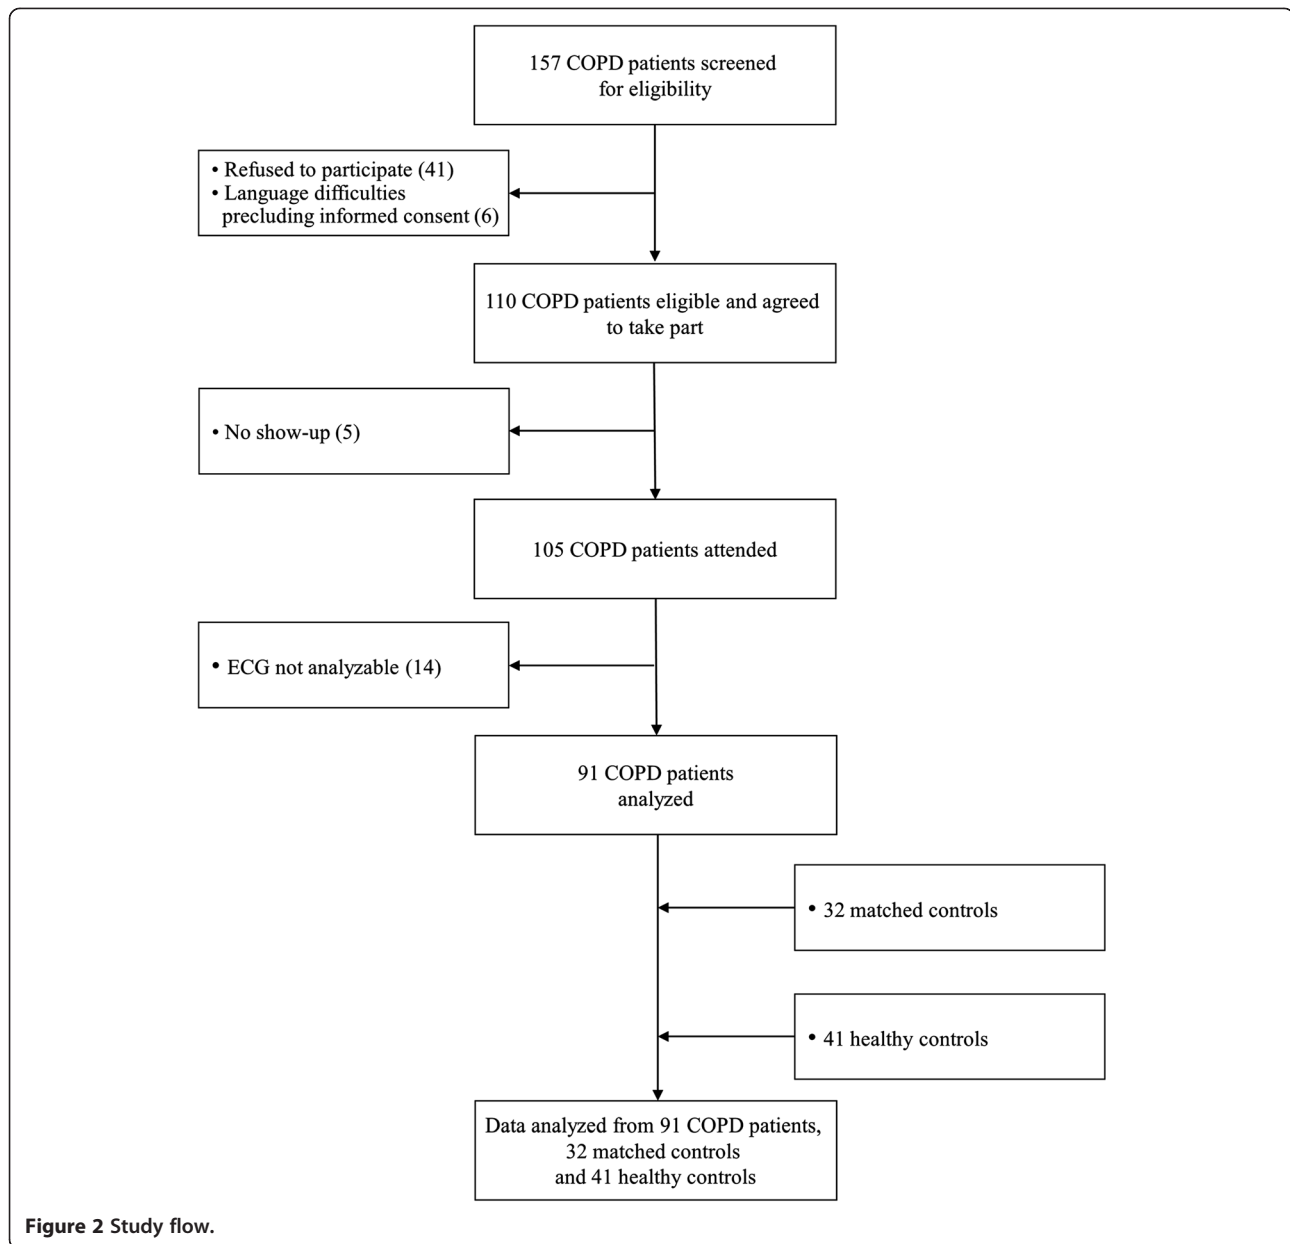 157 COPD patients screened
for eligibility
• Refused to participate (41)
• Language difficulties
precluding informed consent (6)
110 COPD patients eligible and agreed
to take part
• No show-up (5)
105 COPD patients attended
• ECG not analyzable (14)
91 COPD patients
analyzed
• 32 matched controls
• 41 healthy controls
Data analyzed from 91 COPD patients,
32 matched controls
and 41 healthy controls
Figure 2 Study flow.